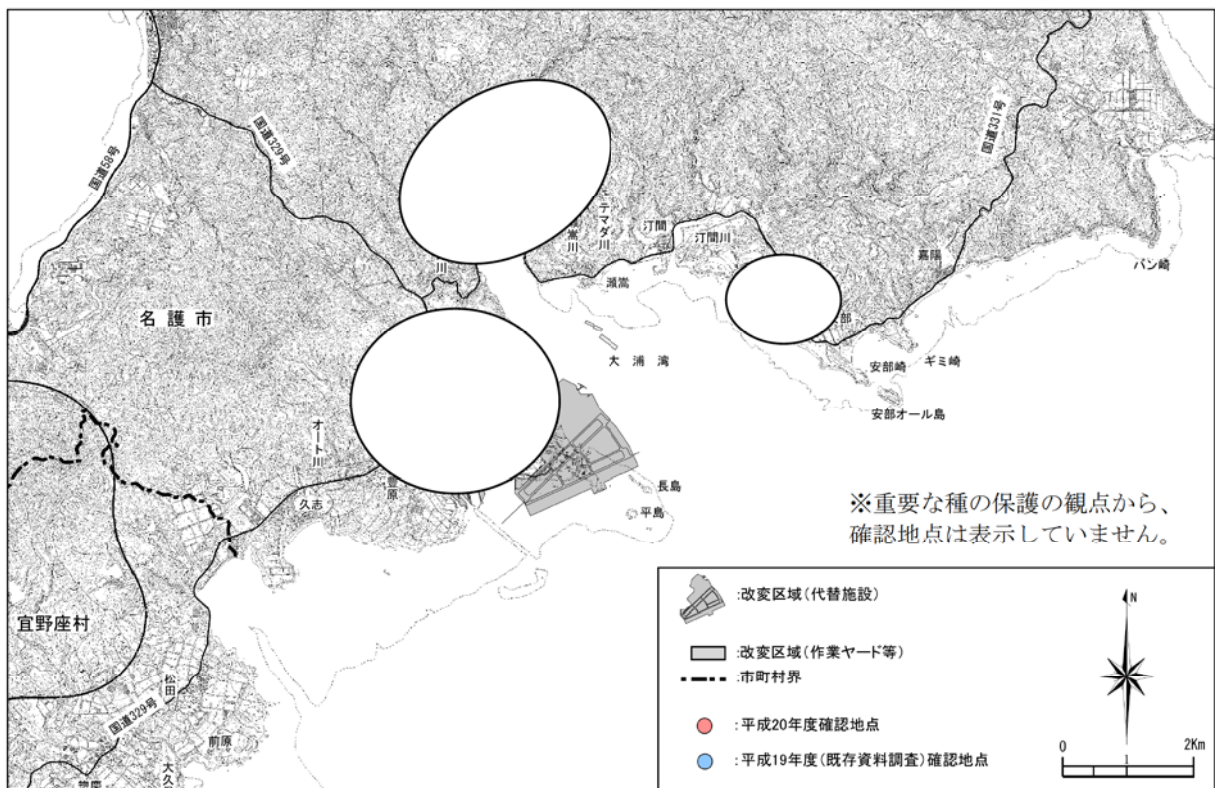 国道58号
国道329号
国道331号
川
米川
テマダ川
汀間
汀間川
瀬嵩
嘉陽
バン崎
部
安部崎
ギミ崎
安部オール島
大浦湾
名護市
オート川
久志
豊原
長島
平島
宜野座村
松田
国道329号
前原
大久
惣慶
※重要な種の保護の観点から、
確認地点は表示していません。
:改変区域(代替施設)
:改変区域(作業ヤード等)
:市町村界
:平成20年度確認地点
:平成19年度(既存資料調査)確認地点
N
0 1 2Km